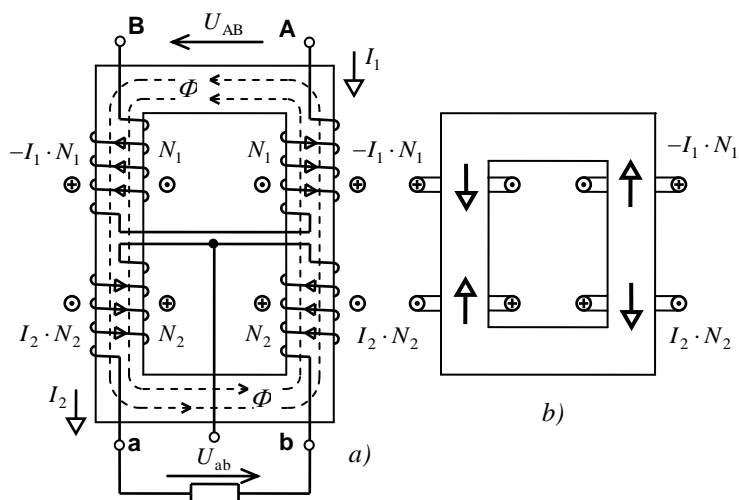 B U_AB A
I_1
Φ
−I_1 · N_1 N_1 N_1 −I_1 · N_1 −I_1 · N_1
I_2 · N_2 N_2 N_2 I_2 · N_2 I_2 · N_2
I_2 Φ
a b
U_ab a) b)